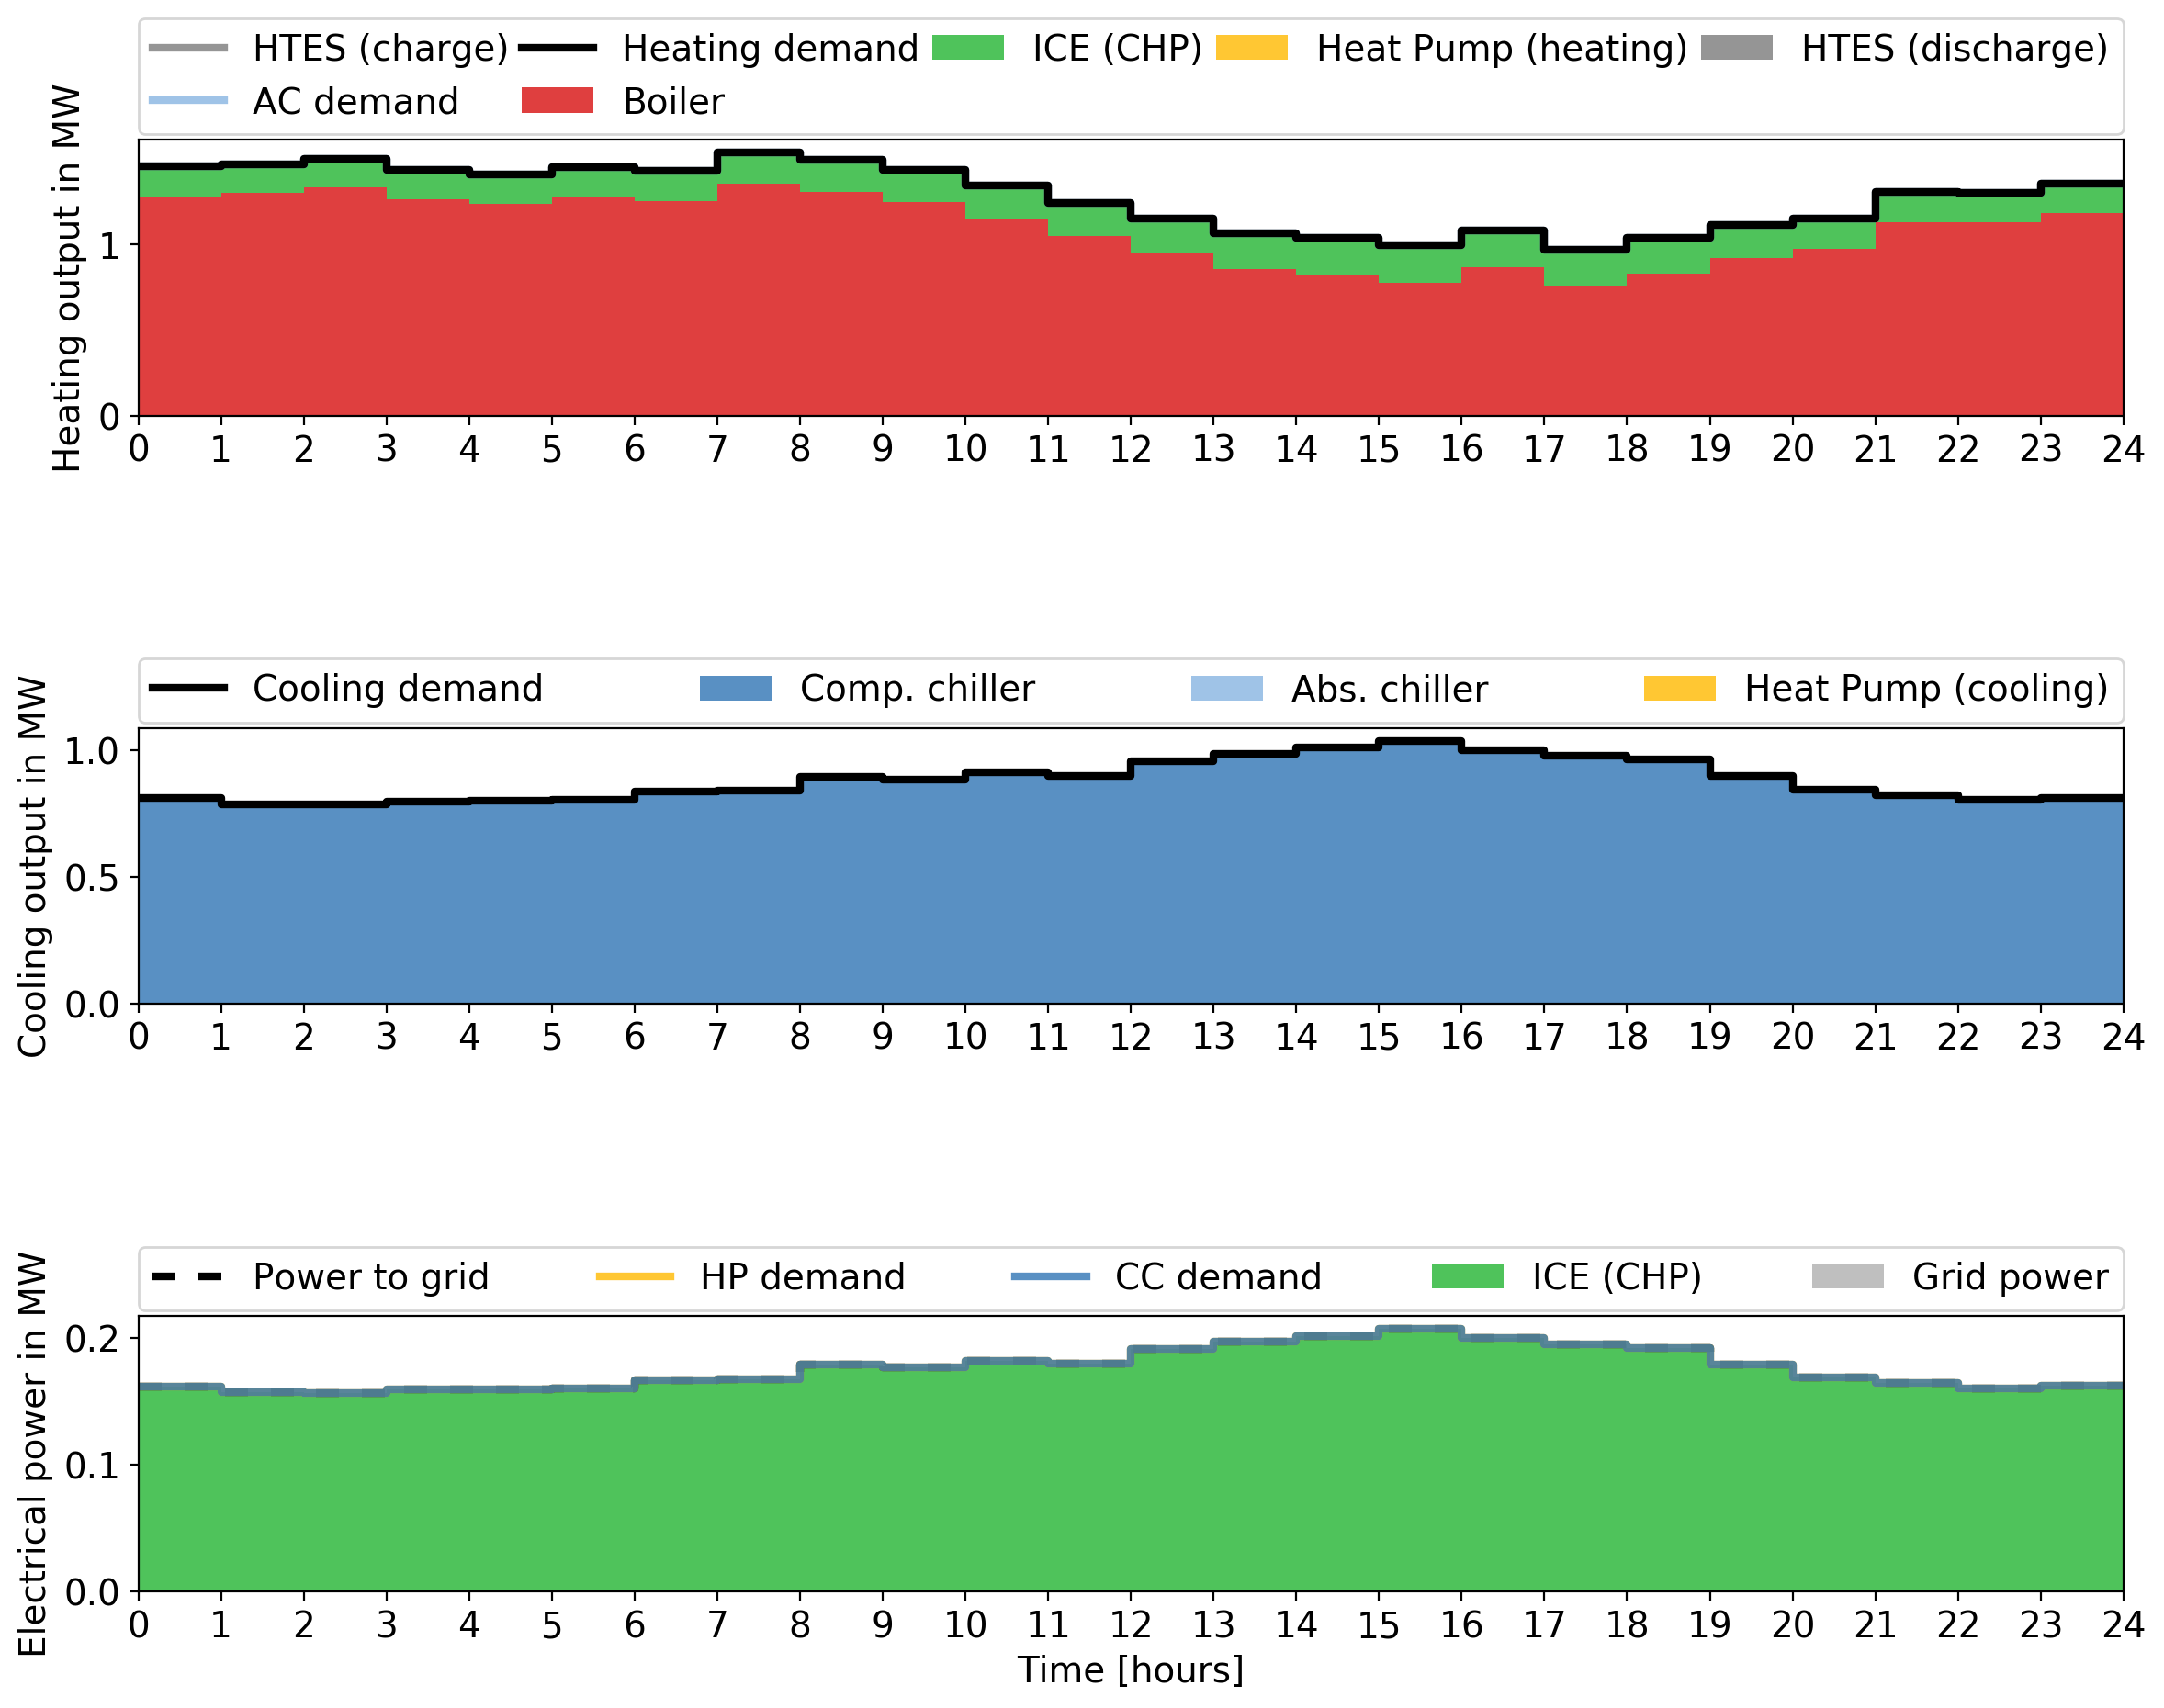 HTES (charge) Heating demand ICE (CHP) Heat Pump (heating) HTES (discharge)
AC demand Boiler
Heating output in MW
1
0
0 1 2 3 4 5 6 7 8 9 10 11 12 13 14 15 16 17 18 19 20 21 22 23 24
Cooling demand Comp. chiller Abs. chiller Heat Pump (cooling)
Cooling output in MW
1.0
0.5
0.0
0 1 2 3 4 5 6 7 8 9 10 11 12 13 14 15 16 17 18 19 20 21 22 23 24
Power to grid HP demand CC demand ICE (CHP) Grid power
Electrical power in MW
0.2
0.1
0.0
0 1 2 3 4 5 6 7 8 9 10 11 12 13 14 15 16 17 18 19 20 21 22 23 24
Time [hours]